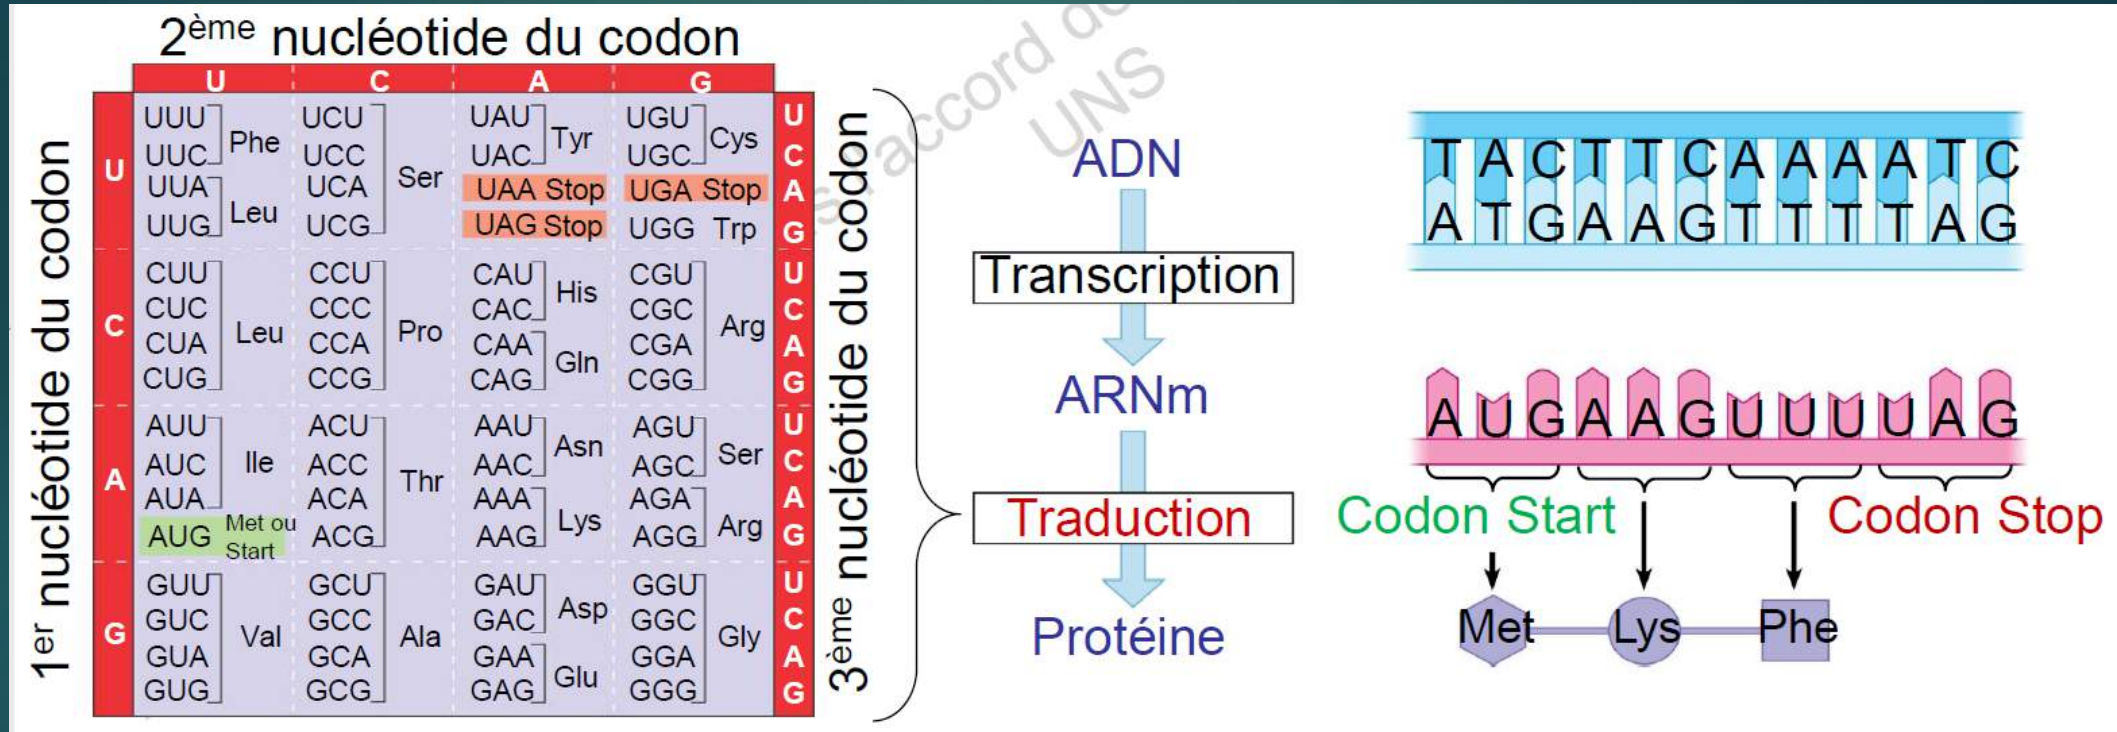 2ème nucléotide du codon
U C A G
1er nucléotide du codon
U
UUU
UUC
Phe
UUA
UUG
Leu
UCU
UCC
UCA
UCG
Ser
UAU
UAC
Tyr
UAA Stop
UAG Stop
UGU
UGC
Cys
UGA Stop
UGG Trp
U
C
A
G
C
CUU
CUC
CUA
CUG
Leu
CCU
CCC
CCA
CCG
Pro
CAU
CAC
His
CAA
CAG
Gln
CGU
CGC
CGA
CGG
Arg
U
C
A
G
A
AUU
AUC
AUA
Ile
AUG Met ou
Start
ACU
ACC
ACA
ACG
Thr
AAU
AAC
Asn
AAA
AAG
Lys
AGU
AGC
Ser
AGA
AGG
Arg
U
C
A
G
G
GUU
GUC
GUA
GUG
Val
GCU
GCC
GCA
GCG
Ala
GAU
GAC
Asp
GAA
GAG
Glu
GGU
GGC
GGA
GGG
Gly
U
C
A
G
3ème nucléotide du codon
accord
UNS
ADN
Transcription
ARNm
Traduction
Protéine
T A C T T C A A A A T C
A T G A A G T T T T A G
A U G A A G U U U U A G
Codon Start
Codon Stop
Met Lys Phe